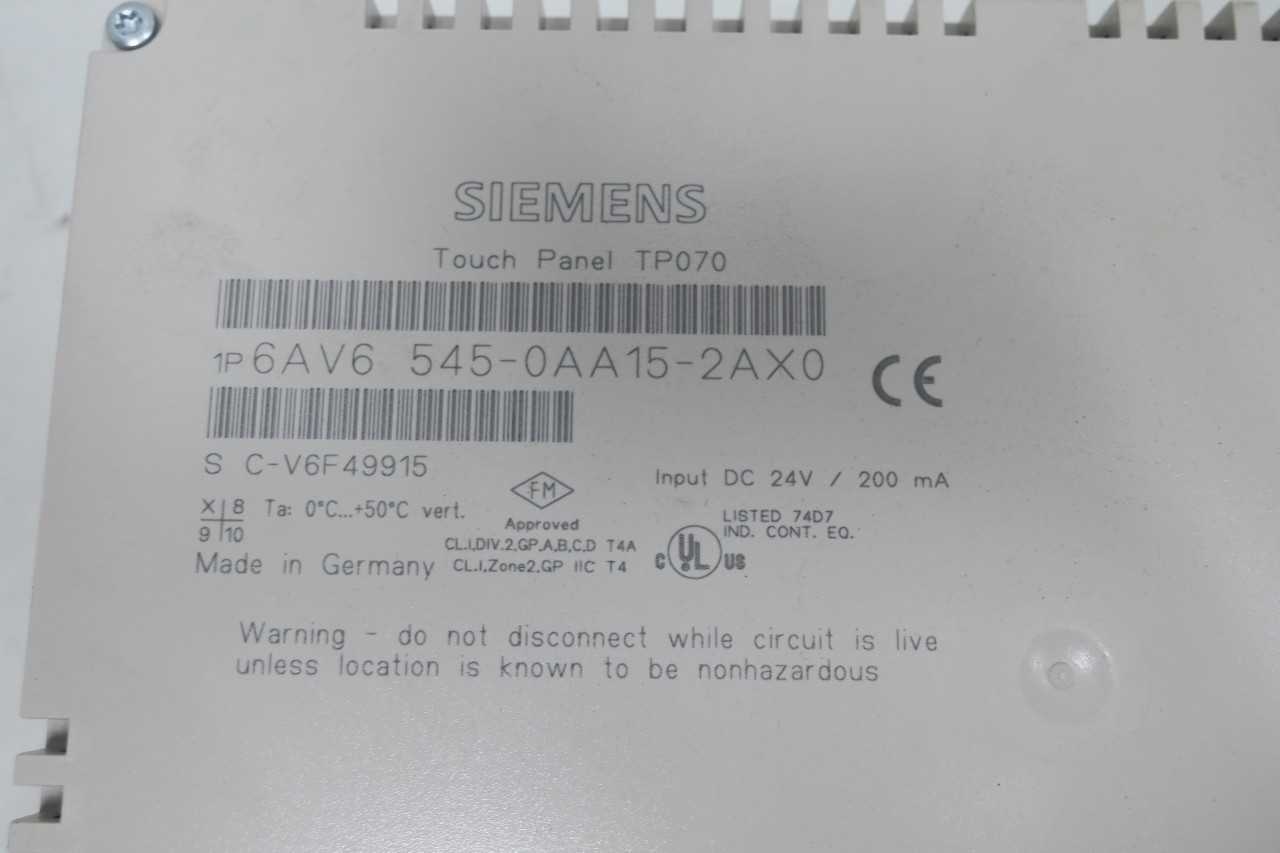 SIEMENS
Touch Panel TP070
1P 6AV6 545-0AA15-2AX0
CE
S C-V6F49915
Input DC 24V / 200 mA
X 8
9 10
Ta: 0°C...+50°C vert.
FM
Approved
CL.I,DIV.2,GP.A,B,C,D T4A
CL.I,Zone2,GP IIC T4
LISTED 74D7
IND. CONT. EQ.
C UL US
Made in Germany
Warning - do not disconnect while circuit is live
unless location is known to be nonhazardous